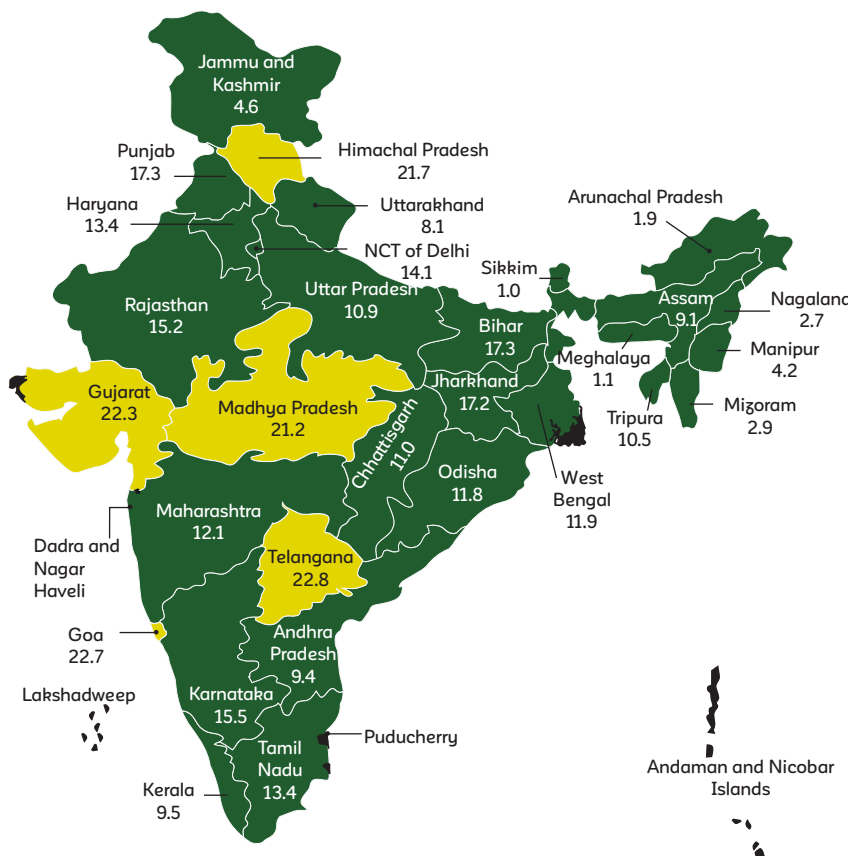 Jammu and
Kashmir
4.6
Punjab
17.3
Himachal Pradesh
21.7
Haryana
13.4
Uttarakhand
8.1
NCT of Delhi
14.1
Arunachal Pradesh
1.9
Sikkim
1.0
Rajasthan
15.2
Uttar Pradesh
10.9
Assam
9.1
Nagaland
2.7
Bihar
17.3
Meghalaya
1.1
Manipur
4.2
Gujarat
22.3
Madhya Pradesh
21.2
Jharkhand
17.2
Tripura
10.5
Mizoram
2.9
Chhattisgarh
11.0
Odisha
11.8
West
Bengal
11.9
Maharashtra
12.1
Dadra and
Nagar
Haveli
Telangana
22.8
Goa
22.7
Andhra
Pradesh
9.4
Lakshadweep
Karnataka
15.5
Puducherry
Tamil
Nadu
13.4
Kerala
9.5
Andaman and Nicobar
Islands